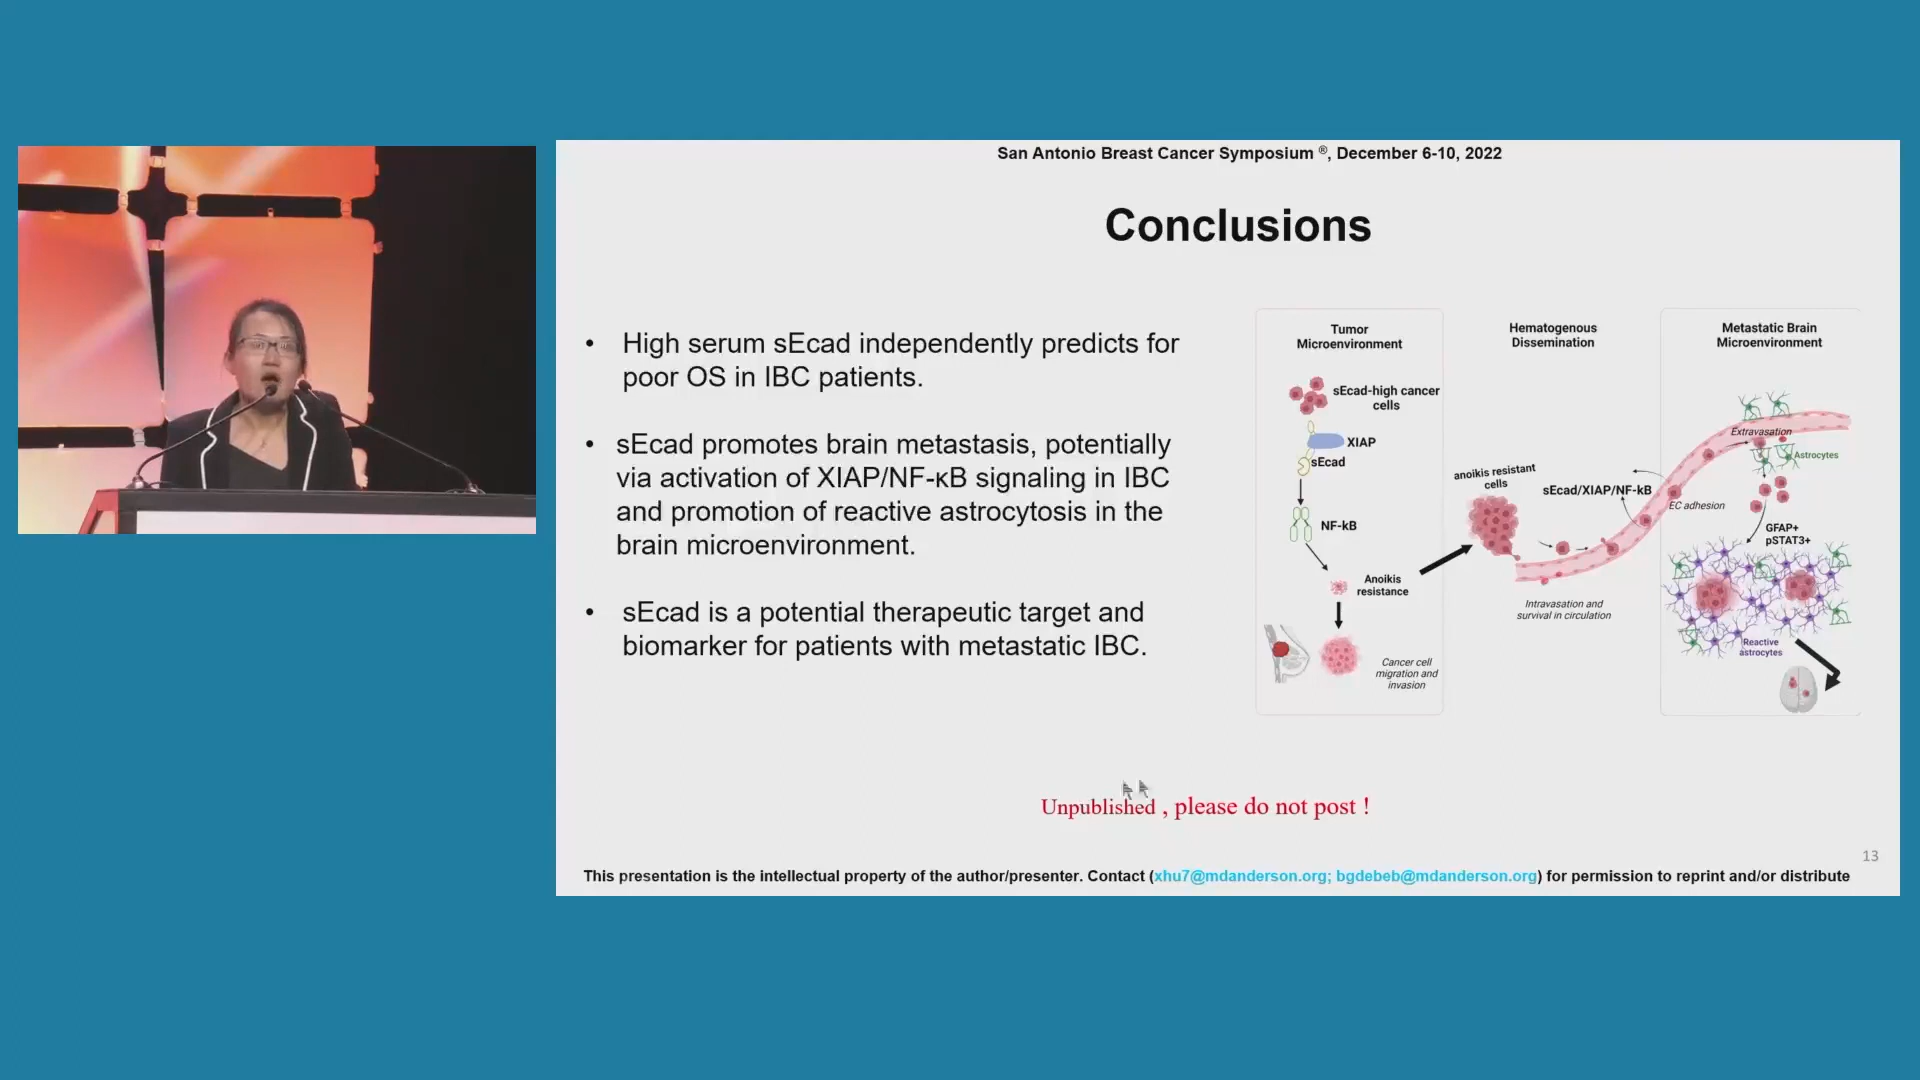 San Antonio Breast Cancer Symposium ®, December 6-10, 2022
Conclusions
• High serum sEcad independently predicts for
poor OS in IBC patients.
• sEcad promotes brain metastasis, potentially
via activation of XIAP/NF-κB signaling in IBC
and promotion of reactive astrocytosis in the
brain microenvironment.
• sEcad is a potential therapeutic target and
biomarker for patients with metastatic IBC.
Tumor
Microenvironment
sEcad-high cancer
cells
XIAP
sEcad
NF-kB
Anoikis
resistance
Cancer cell
migration and
invasion
Hematogenous
Dissemination
anoikis resistant
cells
sEcad/XIAP/NF-kB
EC adhesion
Intravasation and
survival in circulation
Metastatic Brain
Microenvironment
Extravasation
Astrocytes
GFAP+
pSTAT3+
Reactive
astrocytes
Unpublished , please do not post !
13
This presentation is the intellectual property of the author/presenter. Contact (xhu7@mdanderson.org; bgdebeb@mdanderson.org) for permission to reprint and/or distribute